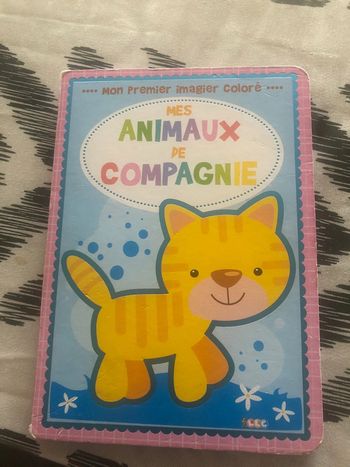 Mon premier imagier coloré
MES
ANIMAUX
DE
COMPAGNIE